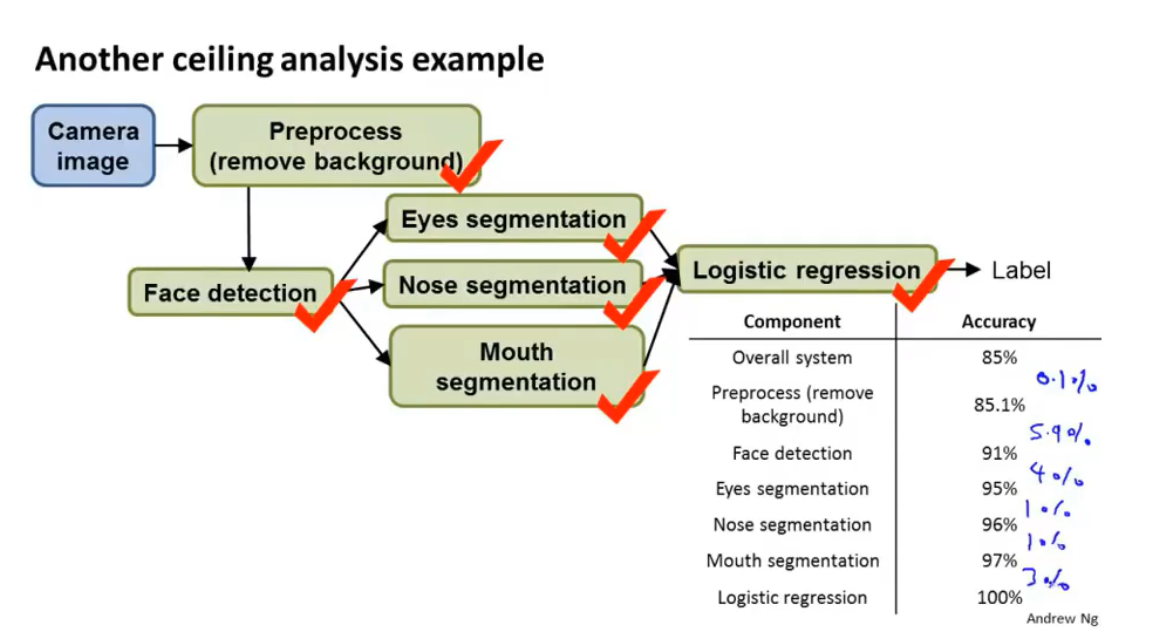 Another ceiling analysis example
Camera
image
Preprocess
(remove background)
Eyes segmentation
Face detection
Nose segmentation
Mouth
segmentation
Logistic regression
Label
Component Accuracy
Overall system 85%
0.1%
Preprocess (remove
background) 85.1%
5.9%
Face detection 91%
4%
Eyes segmentation 95%
1%
Nose segmentation 96%
1%
Mouth segmentation 97%
3%
Logistic regression 100%
Andrew Ng